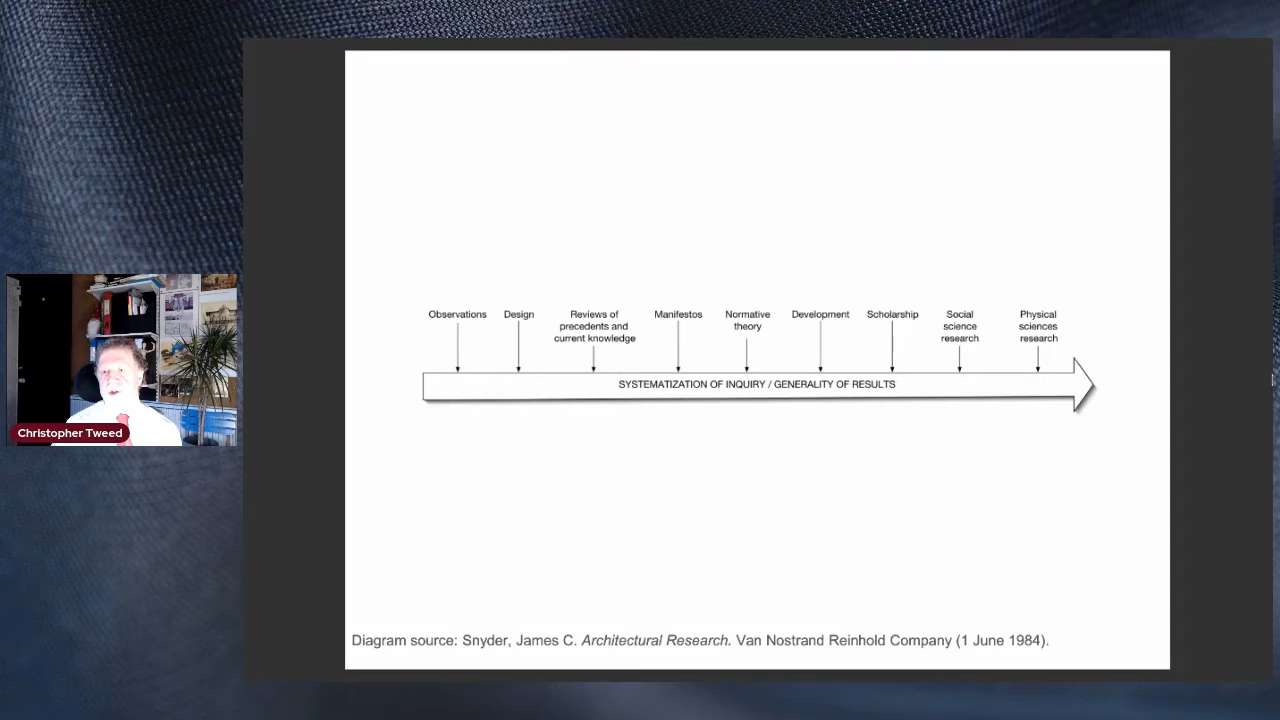 Observations
Design
Reviews of
precedents and
current knowledge
Manifestos
Normative
theory
Development
Scholarship
Social
science
research
Physical
sciences
research
SYSTEMATIZATION OF INQUIRY / GENERALITY OF RESULTS
Christopher Tweed
Diagram source: Snyder, James C. Architectural Research. Van Nostrand Reinhold Company (1 June 1984).